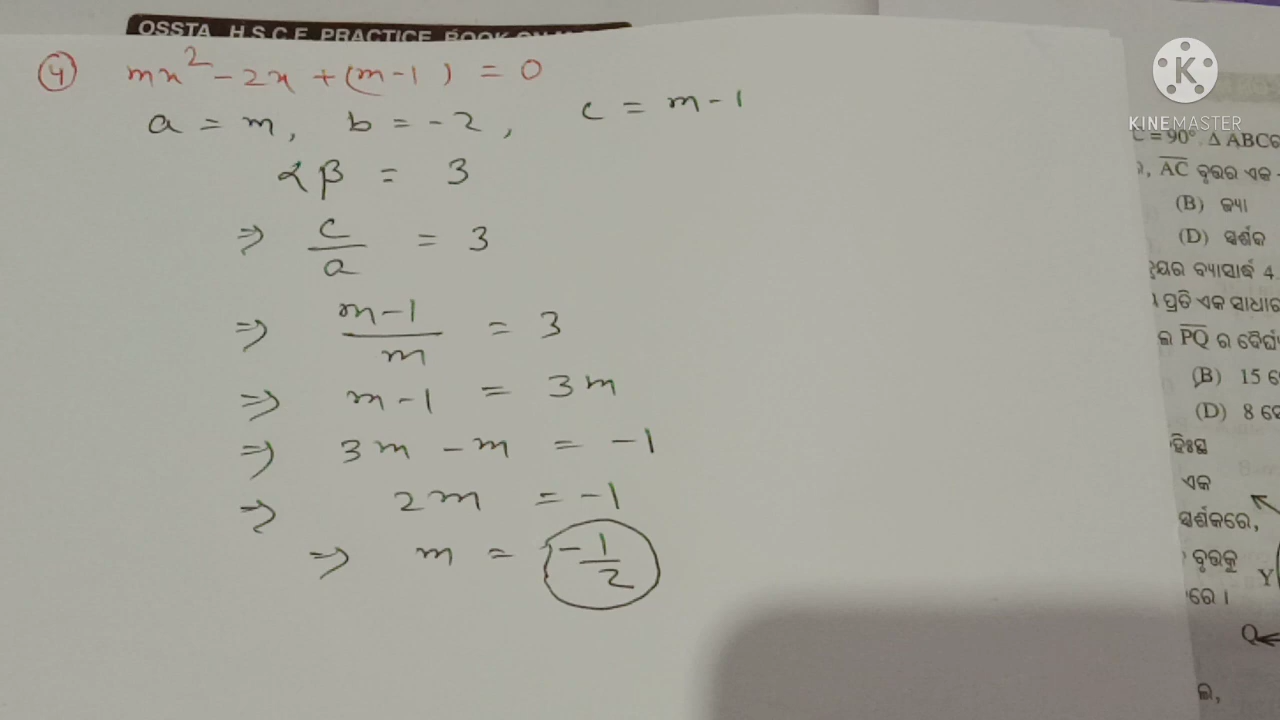 OSSTA H.S.C.E PRACTICE BOOK ON
④ mx² - 2x + (m-1) = 0
a = m, b = -2, c = m-1
αβ = 3
⇒ c/a = 3
⇒ m-1/m = 3
⇒ m-1 = 3m
⇒ 3m - m = -1
⇒ 2m = -1
⇒ m = -1/2
K
KINEMASTER
C = 90°. Δ ABCର
AC ବୃତ୍ତର ଏକ
(B) ଜ୍ୟା
(D) ସ୍ପର୍ଶକ
ବ୍ୟାସାର୍ଦ୍ଧ 4
ପ୍ରତି ଏକ
PQ ର ଦୈର୍ଘ୍ୟ
(B) 15
(D) 8
ଏକ
ସ୍ପର୍ଶକରେ,
ବୃତ୍ତକୁ
Y
Q